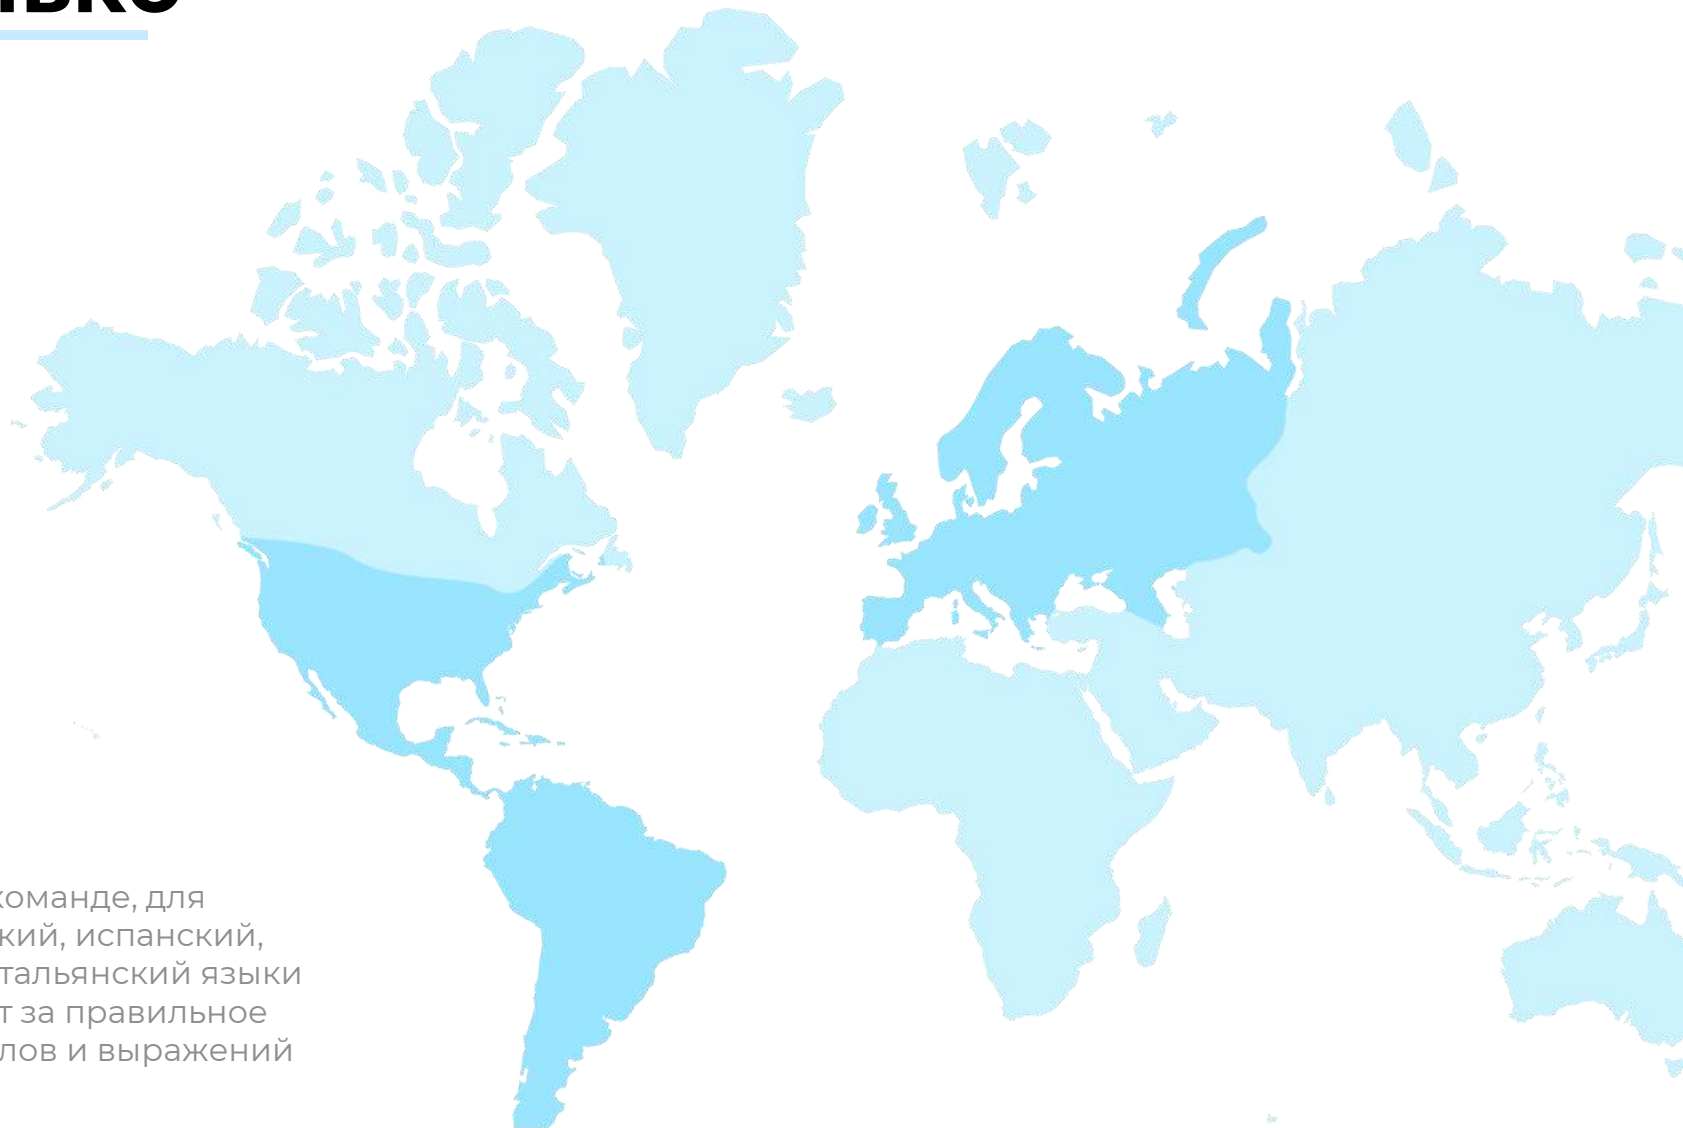 команде, для
кий, испанский,
тальянский языки
т за правильное
лов и выражений